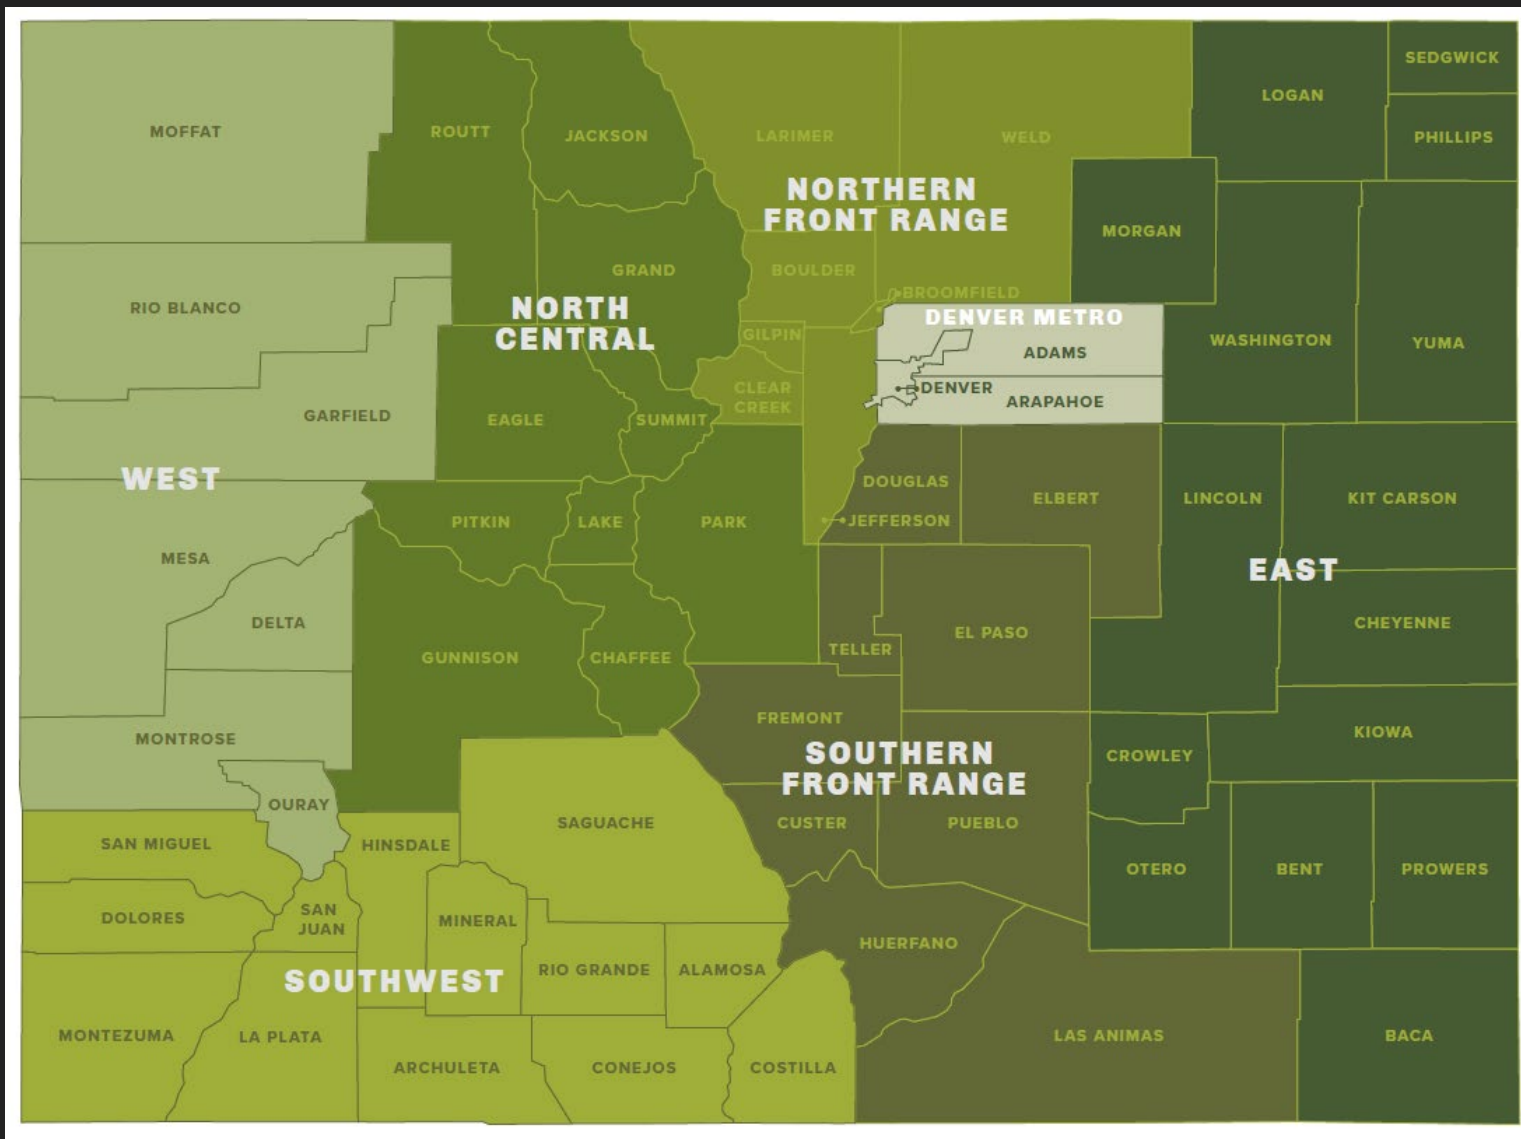 SEDGWICK
LOGAN
MOFFAT
ROUTT
JACKSON
LARIMER
WELD
PHILLIPS
NORTHERN
FRONT RANGE
MORGAN
GRAND
BOULDER
BROOMFIELD
RIO BLANCO
NORTH
CENTRAL
GILPIN
DENVER METRO
ADAMS
WASHINGTON
YUMA
CLEAR
CREEK
DENVER
ARAPAHOE
GARFIELD
EAGLE
SUMMIT
WEST
DOUGLAS
ELBERT
LINCOLN
KIT CARSON
PITKIN
LAKE
PARK
JEFFERSON
MESA
EAST
DELTA
CHEYENNE
GUNNISON
CHAFFEE
TELLER
EL PASO
MONTROSE
FREMONT
KIOWA
SOUTHERN
FRONT RANGE
CROWLEY
OURAY
SAN MIGUEL
HINSDALE
SAGUACHE
CUSTER
PUEBLO
OTERO
BENT
PROWERS
DOLORES
SAN
JUAN
MINERAL
HUERFANO
SOUTHWEST
RIO GRANDE
ALAMOSA
MONTEZUMA
LA PLATA
ARCHULETA
CONEJOS
COSTILLA
LAS ANIMAS
BACA